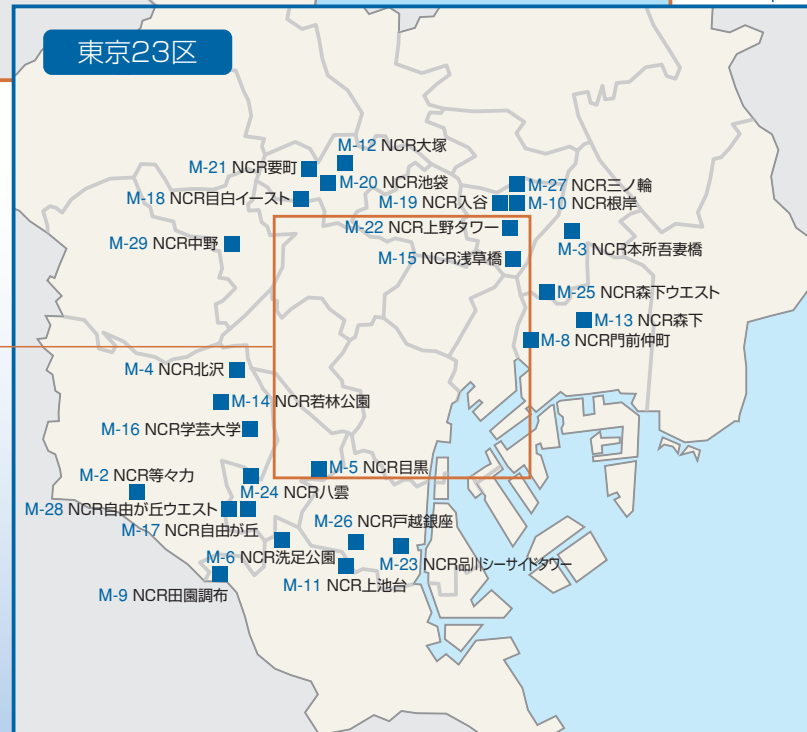 東京23区
M-12 NCR大塚
M-21 NCR要町
M-20 NCR池袋
M-27 NCR三ノ輪
M-18 NCR目白イースト
M-19 NCR入谷
M-10 NCR根岸
M-22 NCR上野タワー
M-29 NCR中野
M-3 NCR本所吾妻橋
M-15 NCR浅草橋
M-25 NCR森下ウエスト
M-13 NCR森下
M-8 NCR門前仲町
M-4 NCR北沢
M-14 NCR若林公園
M-16 NCR学芸大学
M-5 NCR目黒
M-2 NCR等々力
M-24 NCR八雲
M-28 NCR自由が丘ウエスト
M-26 NCR戸越銀座
M-17 NCR自由が丘
M-6 NCR洗足公園
M-23 NCR品川シーサイドタワー
M-11 NCR上池台
M-9 NCR田園調布